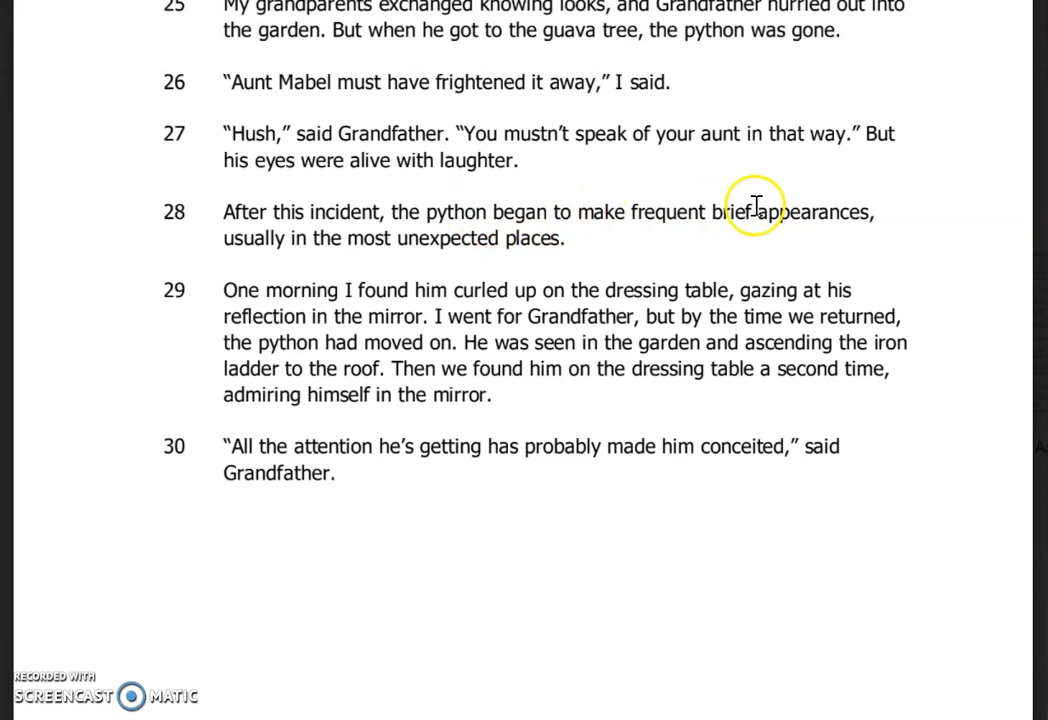 25 My grandparents exchanged knowing looks, and Grandfather hurried out into
the garden. But when he got to the guava tree, the python was gone.
26 “Aunt Mabel must have frightened it away,” I said.
27 “Hush,” said Grandfather. “You mustn’t speak of your aunt in that way.” But
his eyes were alive with laughter.
28 After this incident, the python began to make frequent brief appearances,
usually in the most unexpected places.
29 One morning I found him curled up on the dressing table, gazing at his
reflection in the mirror. I went for Grandfather, but by the time we returned,
the python had moved on. He was seen in the garden and ascending the iron
ladder to the roof. Then we found him on the dressing table a second time,
admiring himself in the mirror.
30 “All the attention he’s getting has probably made him conceited,” said
Grandfather.
RECORDED WITH
SCREENCAST MATIC